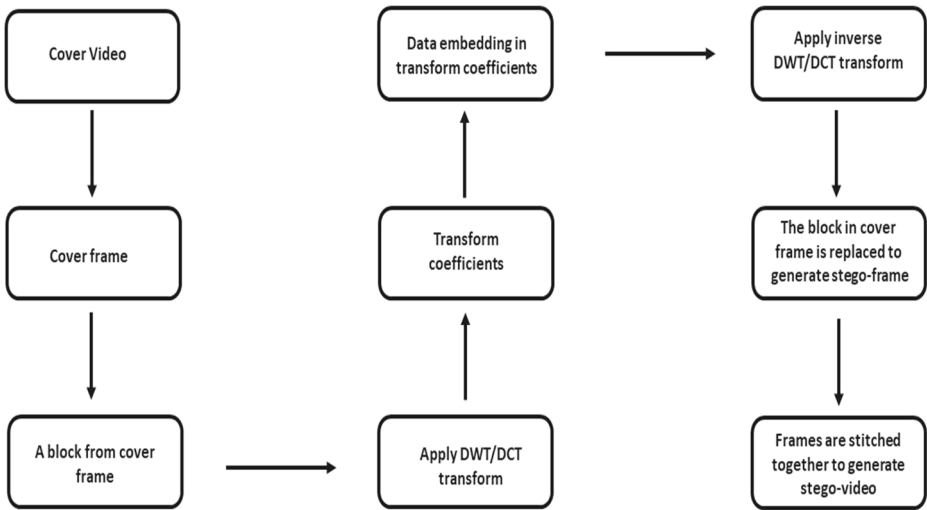 Cover Video
Cover frame
A block from cover
frame
Apply DWT/DCT
transform
Transform
coefficients
Data embedding in
transform coefficients
Apply inverse
DWT/DCT transform
The block in cover
frame is replaced to
generate stego-frame
Frames are stitched
together to generate
stego-video